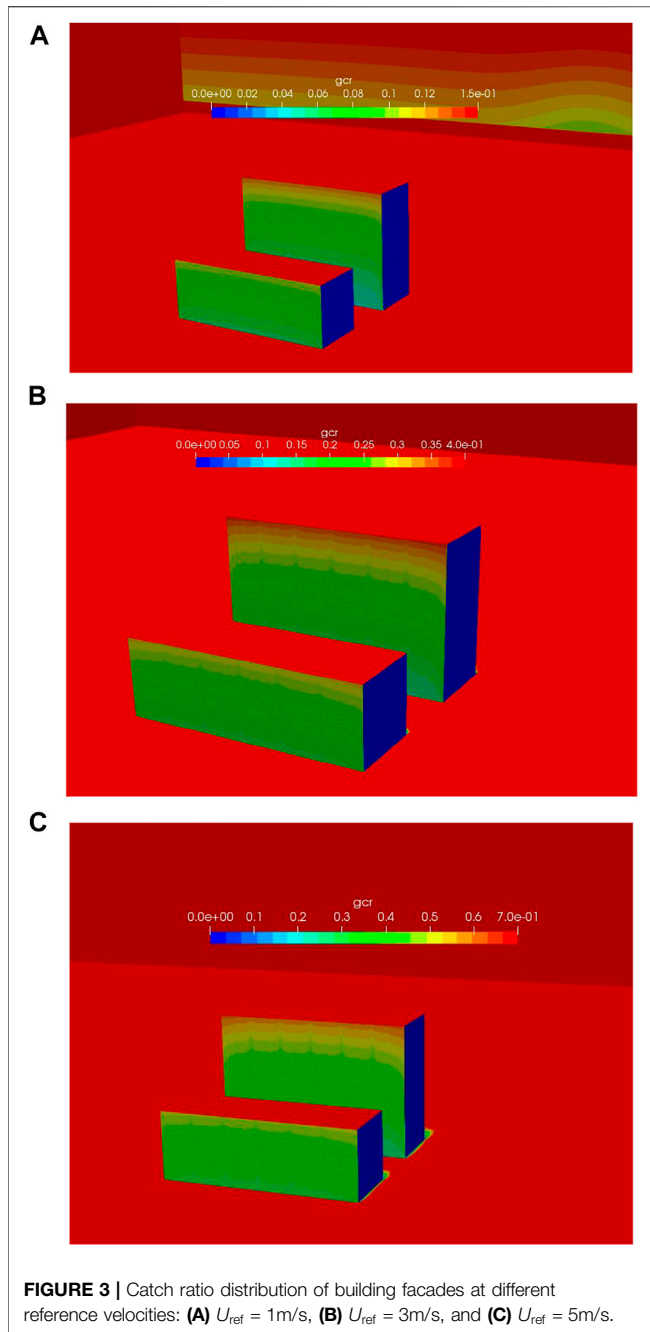 A
gcr
0.0e+00 0.02 0.04 0.06 0.08 0.1 0.12 1.5e-01
B
gcr
0.0e+00 0.05 0.1 0.15 0.2 0.25 0.3 0.35 4.0e-01
C
gcr
0.0e+00 0.1 0.2 0.3 0.4 0.5 0.6 7.0e-01
FIGURE 3 | Catch ratio distribution of building facades at different
reference velocities: (A) Uref = 1m/s, (B) Uref = 3m/s, and (C) Uref = 5m/s.